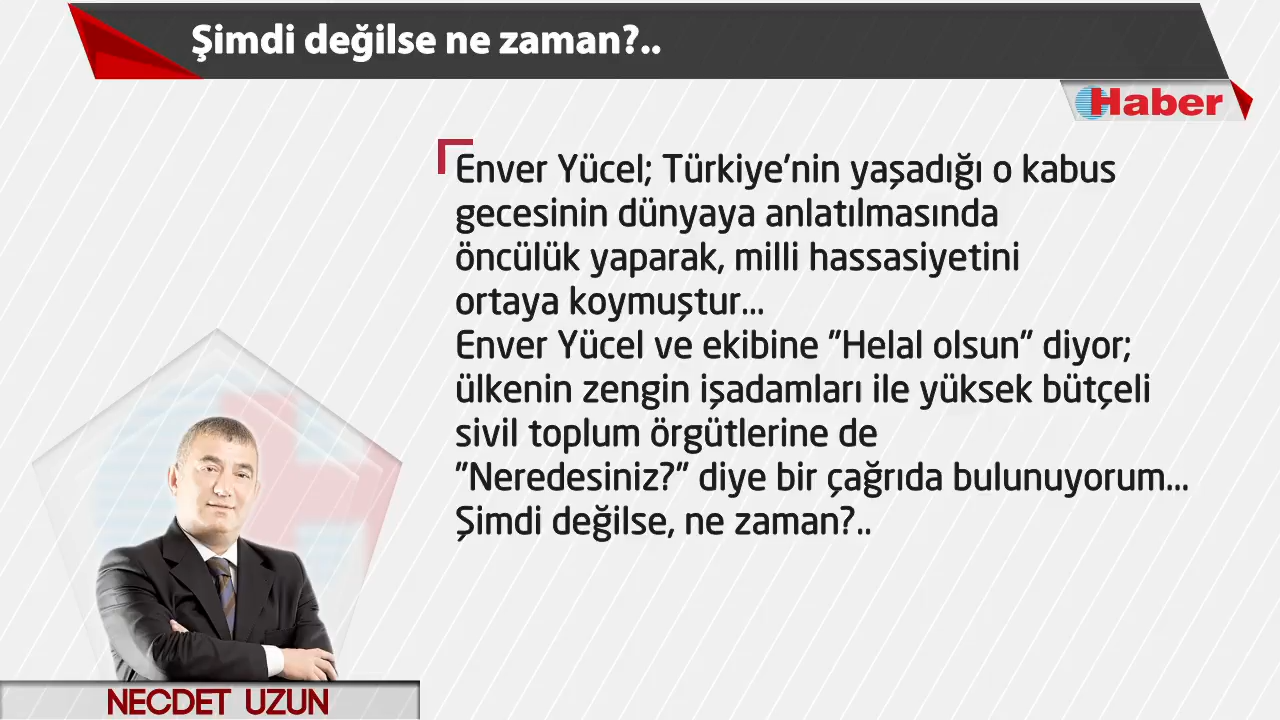 Şimdi değilse ne zaman?..
Haber
Enver Yücel; Türkiye'nin yaşadığı o kabus
gecesinin dünyaya anlatılmasında
öncülük yaparak, milli hassasiyetini
ortaya koymuştur...
Enver Yücel ve ekibine "Helal olsun" diyor;
ülkenin zengin işadamları ile yüksek bütçeli
sivil toplum örgütlerine de
"Neredesiniz?" diye bir çağrıda bulunuyorum...
Şimdi değilse, ne zaman?..
NECDET UZUN